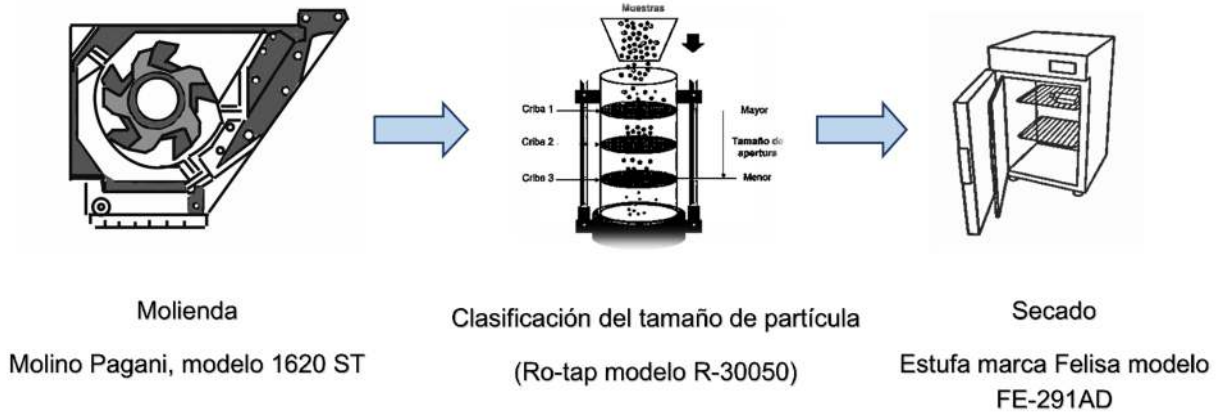 Muestras
Criba 1
Mayor
Criba 2
Tamaño de
apertura
Criba 3
Menor
Molienda
Molino Pagani, modelo 1620 ST
Clasificación del tamaño de partícula
(Ro-tap modelo R-30050)
Secado
Estufa marca Felisa modelo
FE-291AD